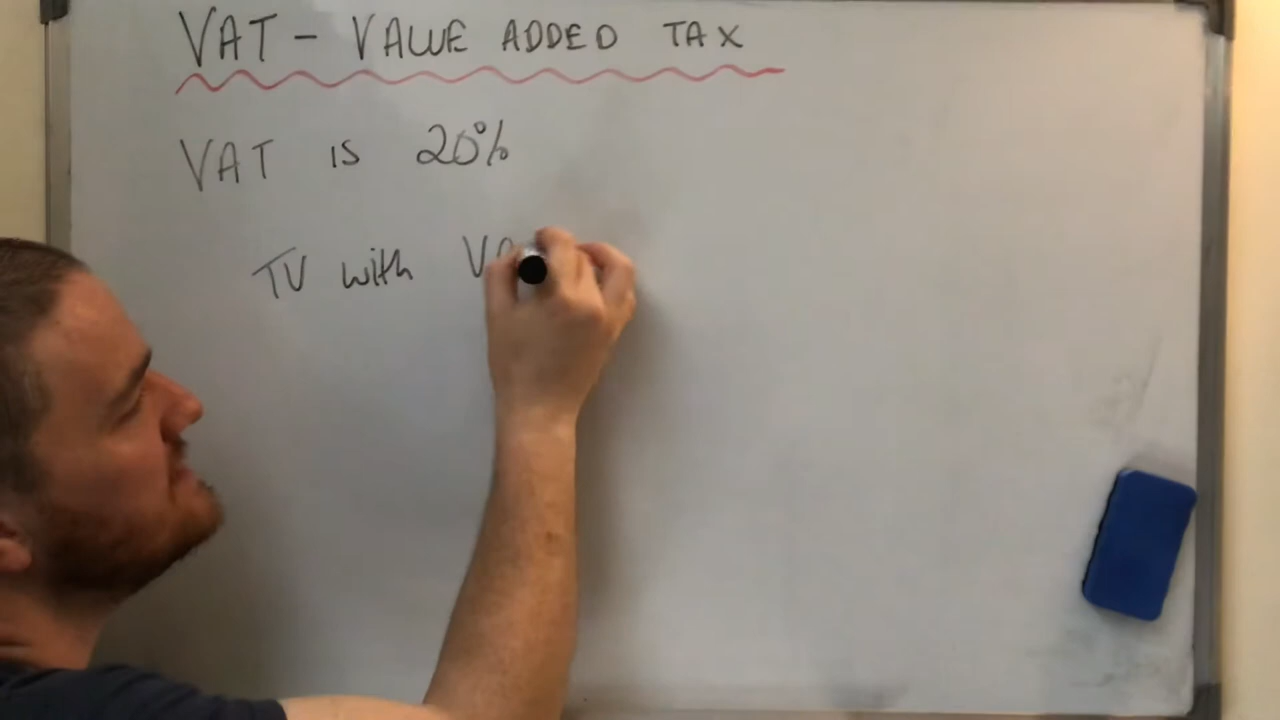 VAT - VALUE ADDED TAX
VAT IS 20%
TV with